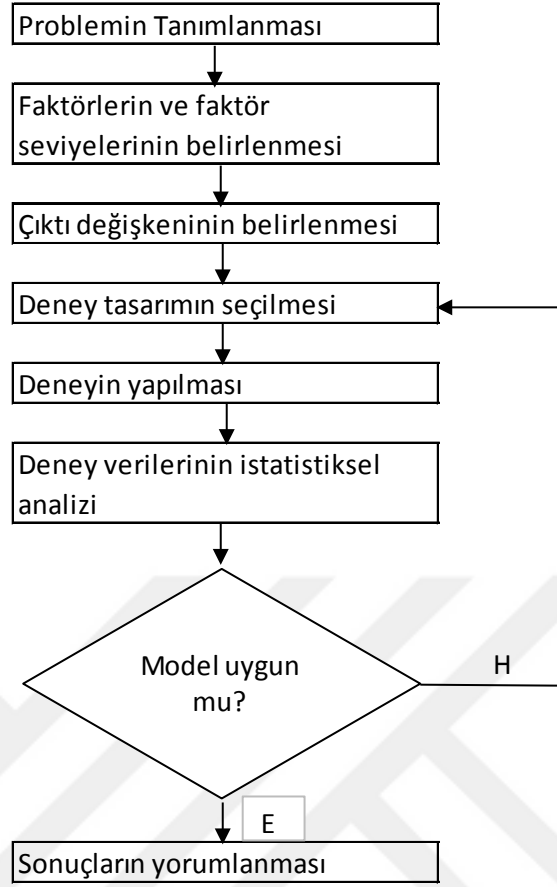 Problemin Tanımlanması
Faktörlerin ve faktör
seviyelerinin belirlenmesi
Çıktı değişkeninin belirlenmesi
Deney tasarımın seçilmesi
Deneyin yapılması
Deney verilerinin istatistiksel
analizi
Model uygun
mu?
H
E
Sonuçların yorumlanması